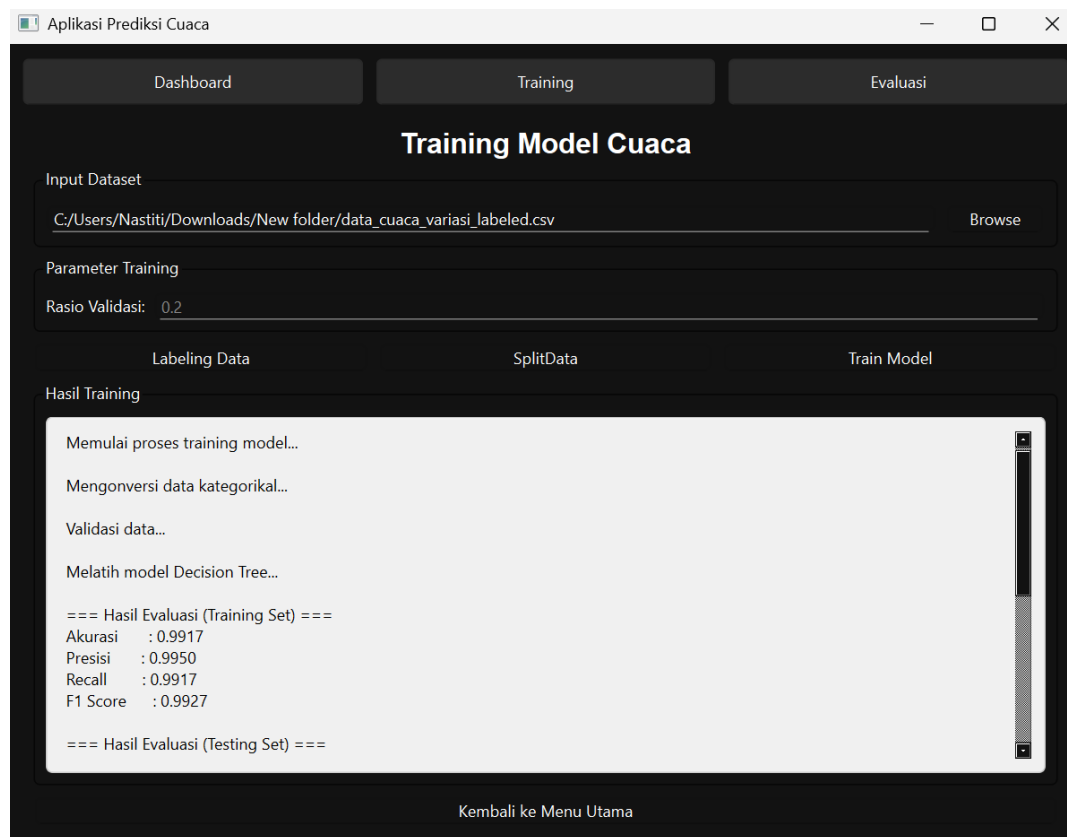 Aplikasi Prediksi Cuaca
Dashboard Training Evaluasi
Training Model Cuaca
Input Dataset
C:/Users/Nastiti/Downloads/New folder/data_cuaca_variasi_labeled.csv Browse
Parameter Training
Rasio Validasi: 0.2
Labeling Data SplitData Train Model
Hasil Training
Memulai proses training model...
Mengonversi data kategorikal...
Validasi data...
Melatih model Decision Tree...
=== Hasil Evaluasi (Training Set) ===
Akurasi : 0.9917
Presisi : 0.9950
Recall : 0.9917
F1 Score : 0.9927
=== Hasil Evaluasi (Testing Set) ===
Kembali ke Menu Utama